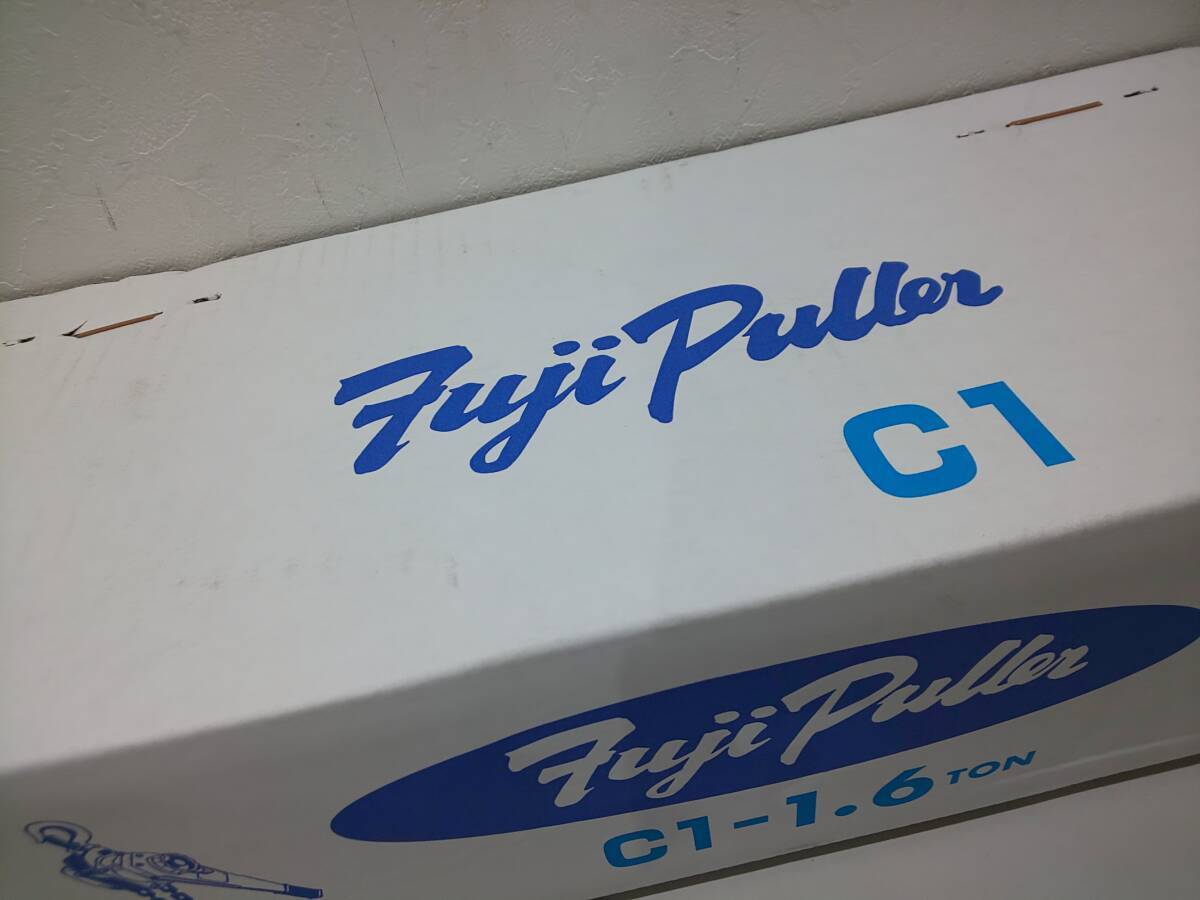 Fuji Puller
C1
Fuji Puller
C1-1.6 TON